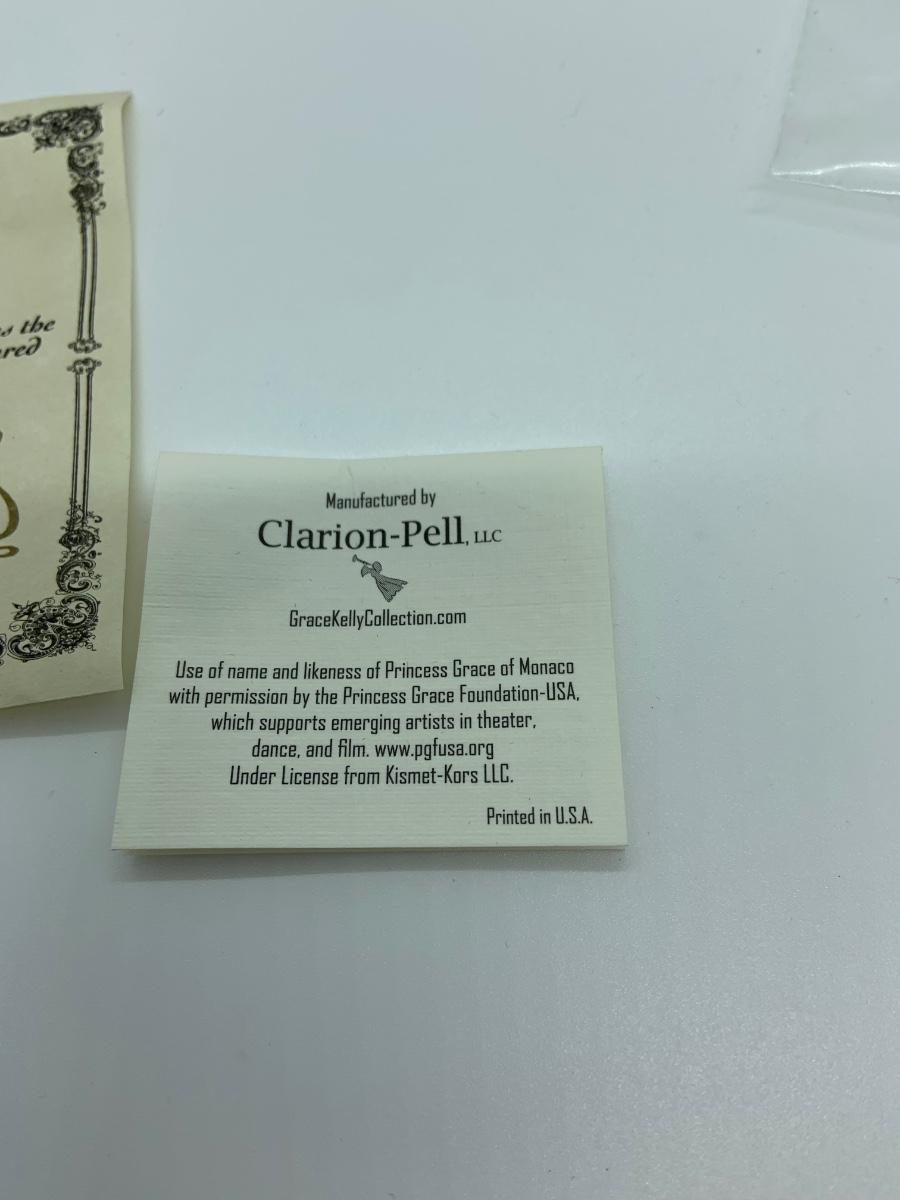 the
Manufactured by
Clarion-Pell, LLC
GraceKellyCollection.com
Use of name and likeness of Princess Grace of Monaco
with permission by the Princess Grace Foundation-USA,
which supports emerging artists in theater,
dance, and film. www.pgfusa.org
Under License from Kismet-Kors LLC.
Printed in U.S.A.